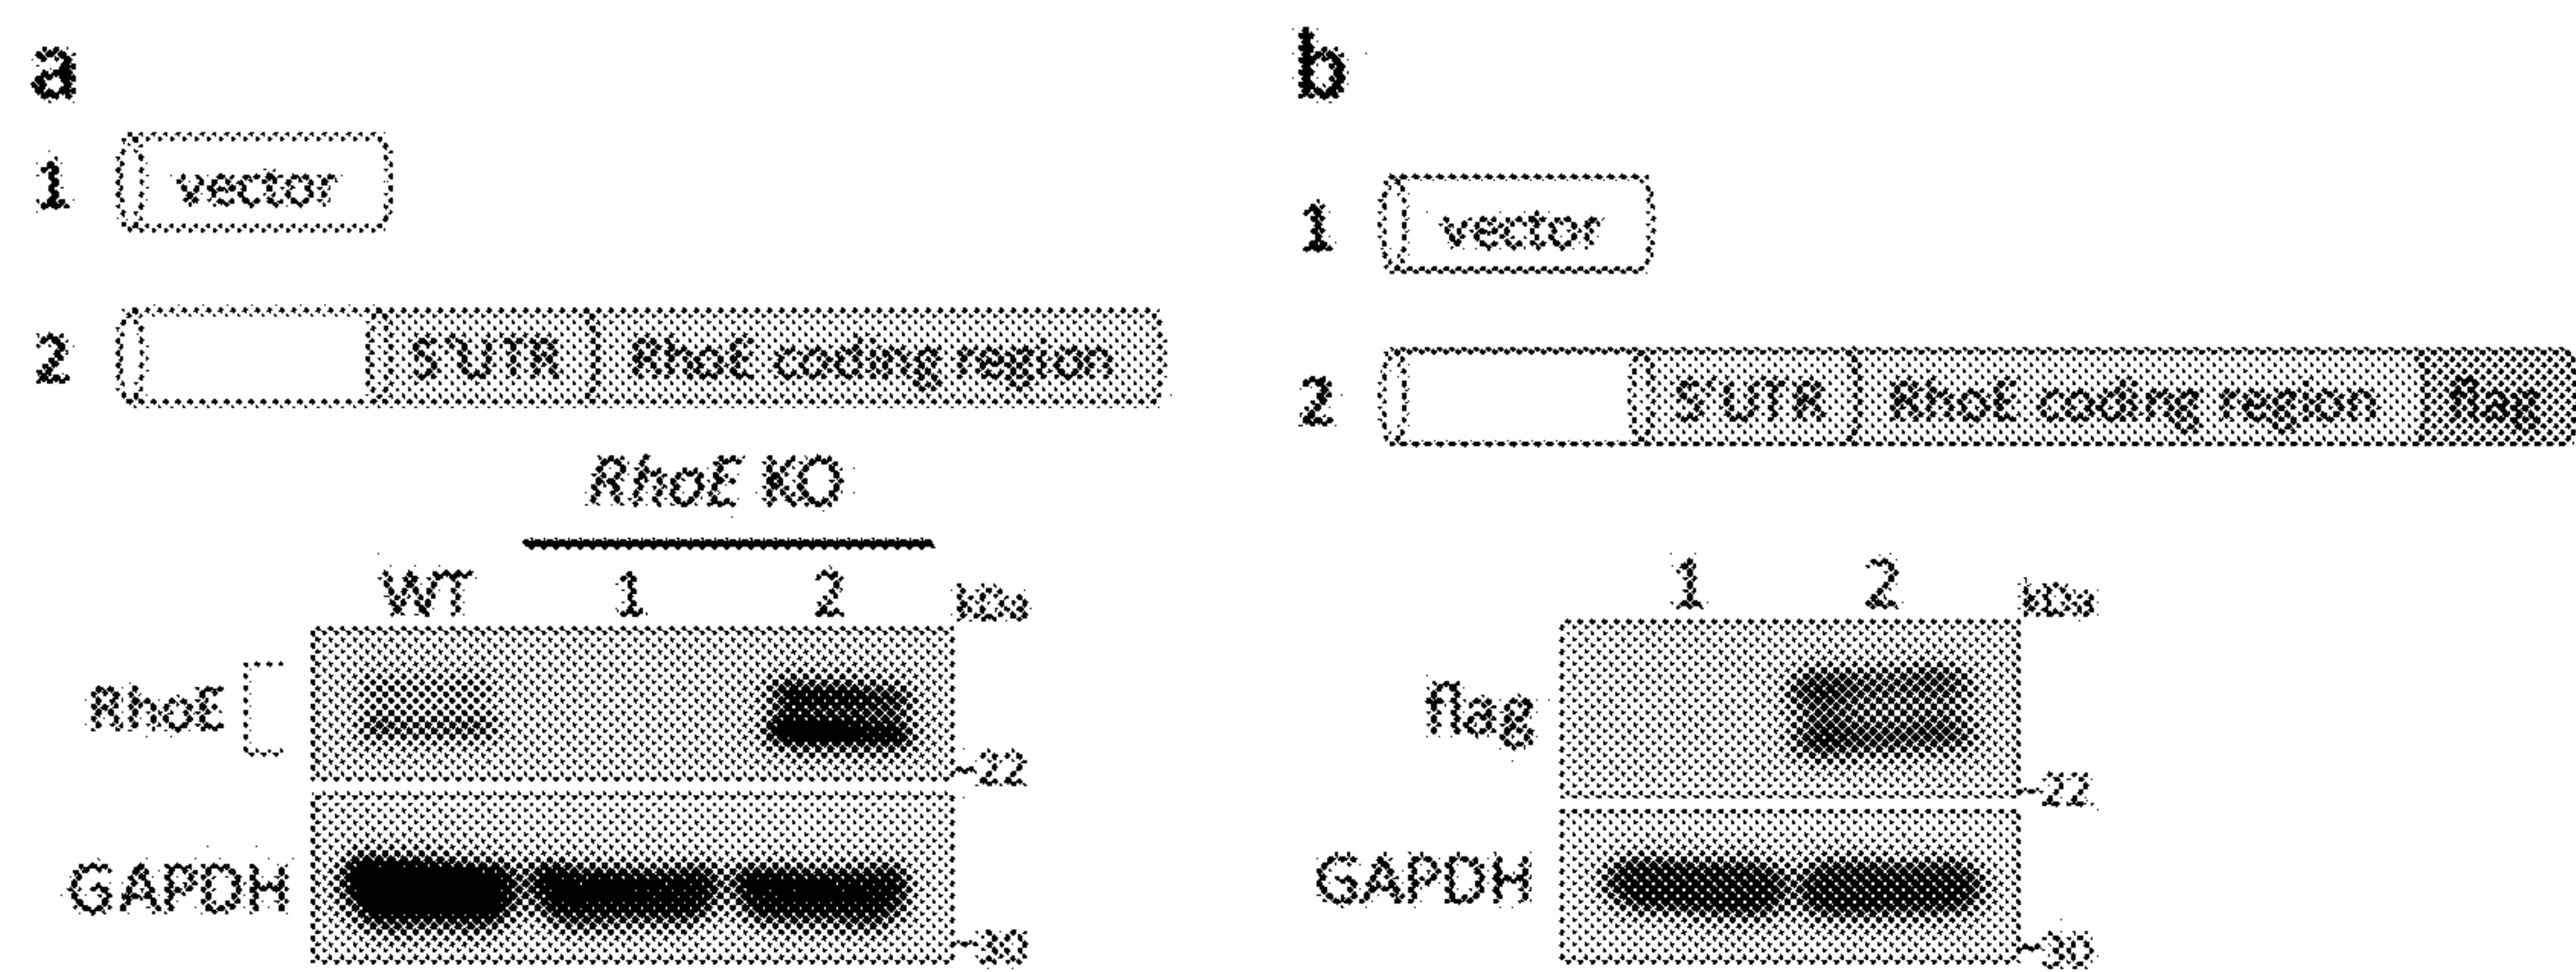 a
1 vector
2 5'UTR RhoE coding region
RhoE KO
WT 1 2 kDa
RhoE
~22
GAPDH
~30
b
1 vector
2 5'UTR RhoE coding region flag
1 2 kDa
flag
~22
GAPDH
~30